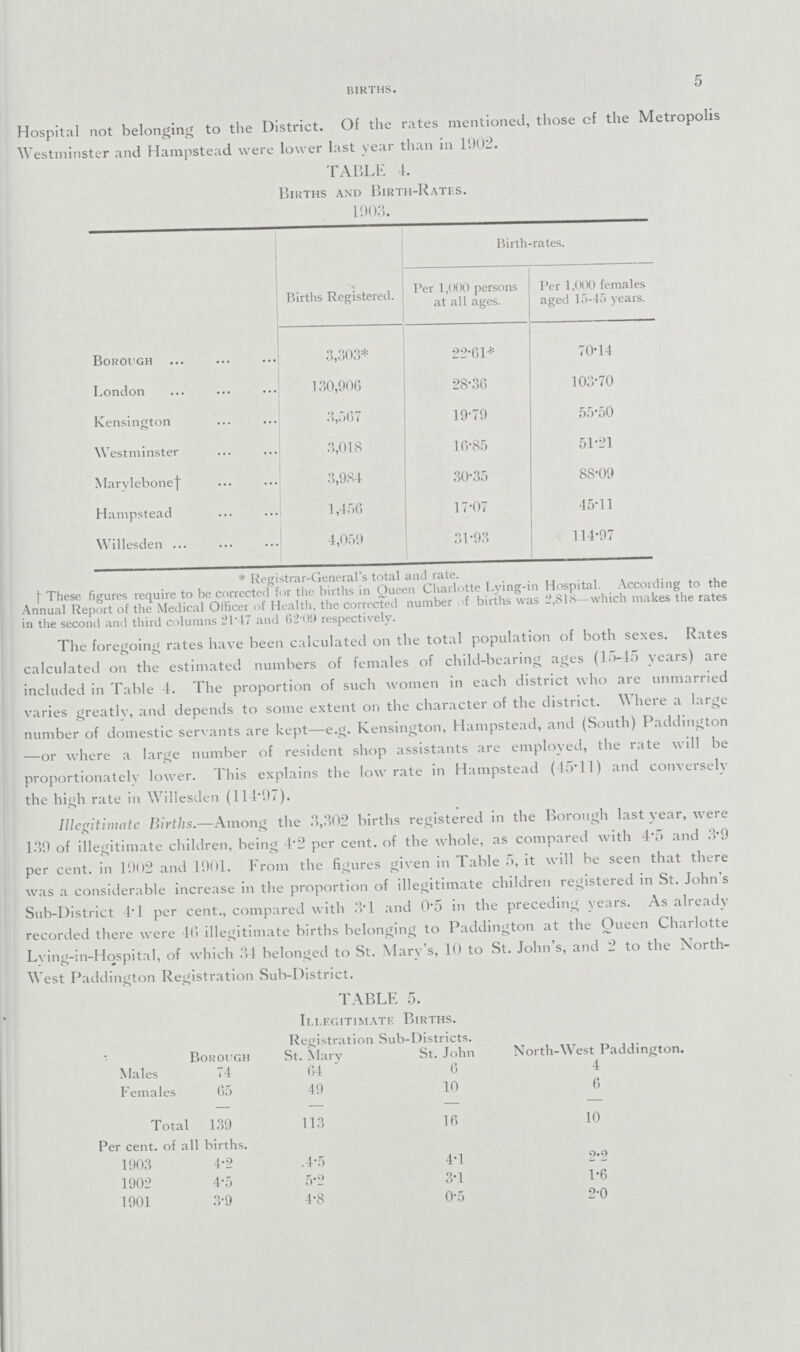 BIRTHS. 5
Hospital not belonging to the District. Of the rates mentioned, those of the Metropolis
Westminster and Hampstead were lower last year than in 1902.
TABLE 4.
Births and Birth-Rates.
1903.
Birth-rates.
Births Registered. Per 1,000 persons at all ages. Per 1,000 females aged 15-45 years.
Borough ... ... ... 3,303* 22·61* 70·14
London ... ... ... 130,906 28·36 103·70
Kensington ... ... 3,567 19·79 55·50
Westminster ... ... 3,018 16·85 51·21
Marylebone† ... ... 3,984 30·35 88·09
Hampstead ... ... 1,456 17·07 45·11
Willesden ... ... ... 4,059 31·93 114·97
* Registrar-General's total and rate.
† These figures require to be corrected for the births in Queen Charlotte Lying-in Hospital. According to the
Annual Report of the Medical Officer of Health, the corrected number of births was 2,818—which makes the rates
in the second and third columns 21·47 and 62·09 respectively.
The foregoing rates have been calculated on the total population of both sexes. Rates
calculated on the estimated numbers of females of child-bearing ages (15-45 years) are
included in Table 4. The proportion of such women in each district who are unmarried
varies greatly, and depends to some extent on the character of the district. Where a large
number of domestic servants are kept—e.g. Kensington, Hampstead, and (South) Paddington
—or where a large number of resident shop assistants are employed, the rate will be
proportionately lower. This explains the low rate in Hampstead (45·11) and conversely
the high rate in Willesden (114·97).
Illegitimate Births.—Among the 3,302 births registered in the Borough last year, were
139 of illegitimate children, being 4·2 per cent. of the whole, as compared with 4·5 and 3·9
per cent. in 1902 and 1901. From the figures given in Table 5, it will be seen that there
was a considerable increase in the proportion of illegitimate children registered in St. John's
Sub-District 4·1 per cent., compared with 3·1 and 0·5 in the preceding years. As already
recorded there were 46 illegitimate births belonging to Paddington at the Queen Charlotte
Lying-in-Hospital, of which 34 belonged to St. Mary's, 10 to St. John's, and 2 to the North-
West Paddington Registration Sub-District.
TABLE 5.
Illegitimate Births.
Registration Sub-Districts.
Borough St. Mary St. John North-West Paddington.
Males 74 64 6 4
Females 65 49 10 6
— — — —
Total 139 113 16 10
Per cent. of all births.
1903 4·2 .4·5 4·1 2·2
1902 4·5 5·2 3·1 1·6
1901 3·9 4·8 0·5 2·0